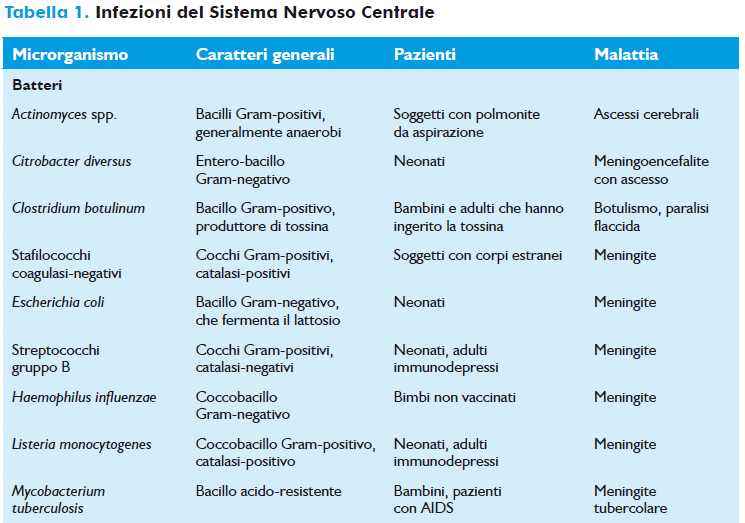 Tabella 1. Infezioni del Sistema Nervoso Centrale
Microrganismo Caratteri generali Pazienti Malattia
Batteri
Actinomyces spp. Bacilli Gram-positivi, Soggetti con polmonite Ascessi cerebrali
generalmente anaerobi da aspirazione
Citrobacter diversus Entero-bacillo Neonati Meningoencefalite
Gram-negativo con ascesso
Clostridium botulinum Bacillo Gram-positivo, Bambini e adulti che hanno Botulismo, paralisi
produttore di tossina ingerito la tossina flaccida
Stafilococchi Cocchi Gram-positivi, Soggetti con corpi estranei Meningite
coagulasi-negativi catalasi-positivi
Escherichia coli Bacillo Gram-negativo, Neonati Meningite
che fermenta il lattosio
Streptococchi Cocchi Gram-positivi, Neonati, adulti Meningite
gruppo B catalasi-negativi immunodepressi
Haemophilus influenzae Coccobacillo Bimbi non vaccinati Meningite
Gram-negativo
Listeria monocytogenes Coccobacillo Gram-positivo, Neonati, adulti Meningite
catalasi-positivo immunodepressi
Mycobacterium Bacillo acido-resistente Bambini, pazienti Meningite
tuberculosis con AIDS tubercolare